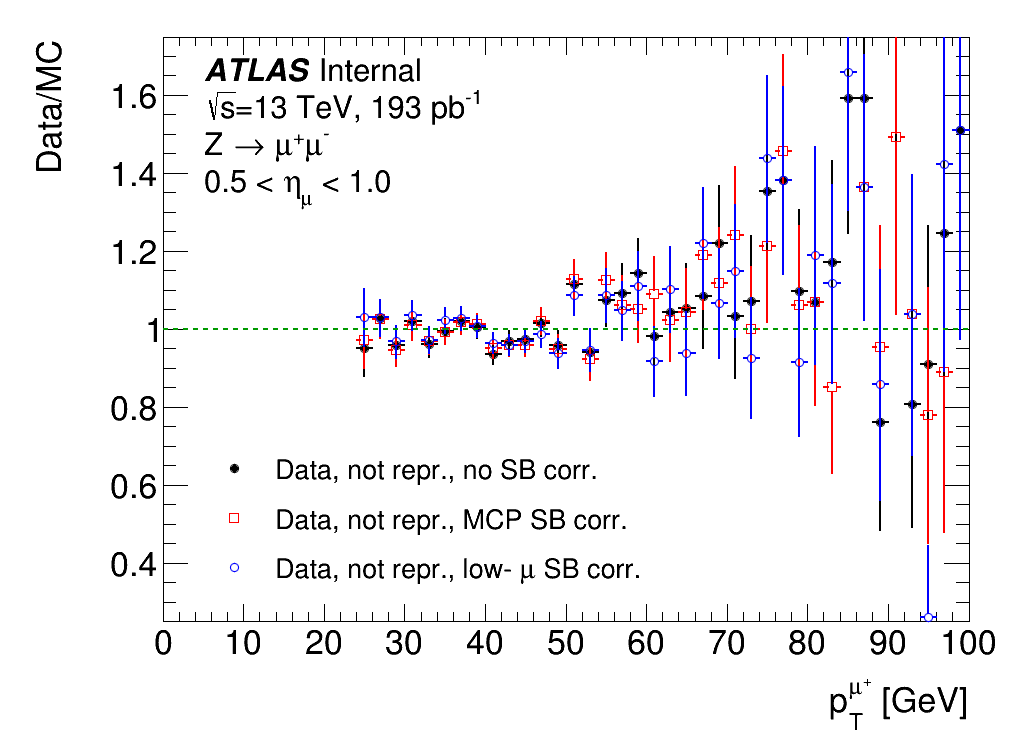 Data/MC
ATLAS Internal
√s=13 TeV, 193 pb⁻¹
Z → μ⁺μ⁻
0.5 < ημ < 1.0
1.6
1.4
1.2
1
0.8
0.6
0.4
Data, not repr., no SB corr.
Data, not repr., MCP SB corr.
Data, not repr., low- μ SB corr.
0 10 20 30 40 50 60 70 80 90 100
p_T^μ⁺ [GeV]